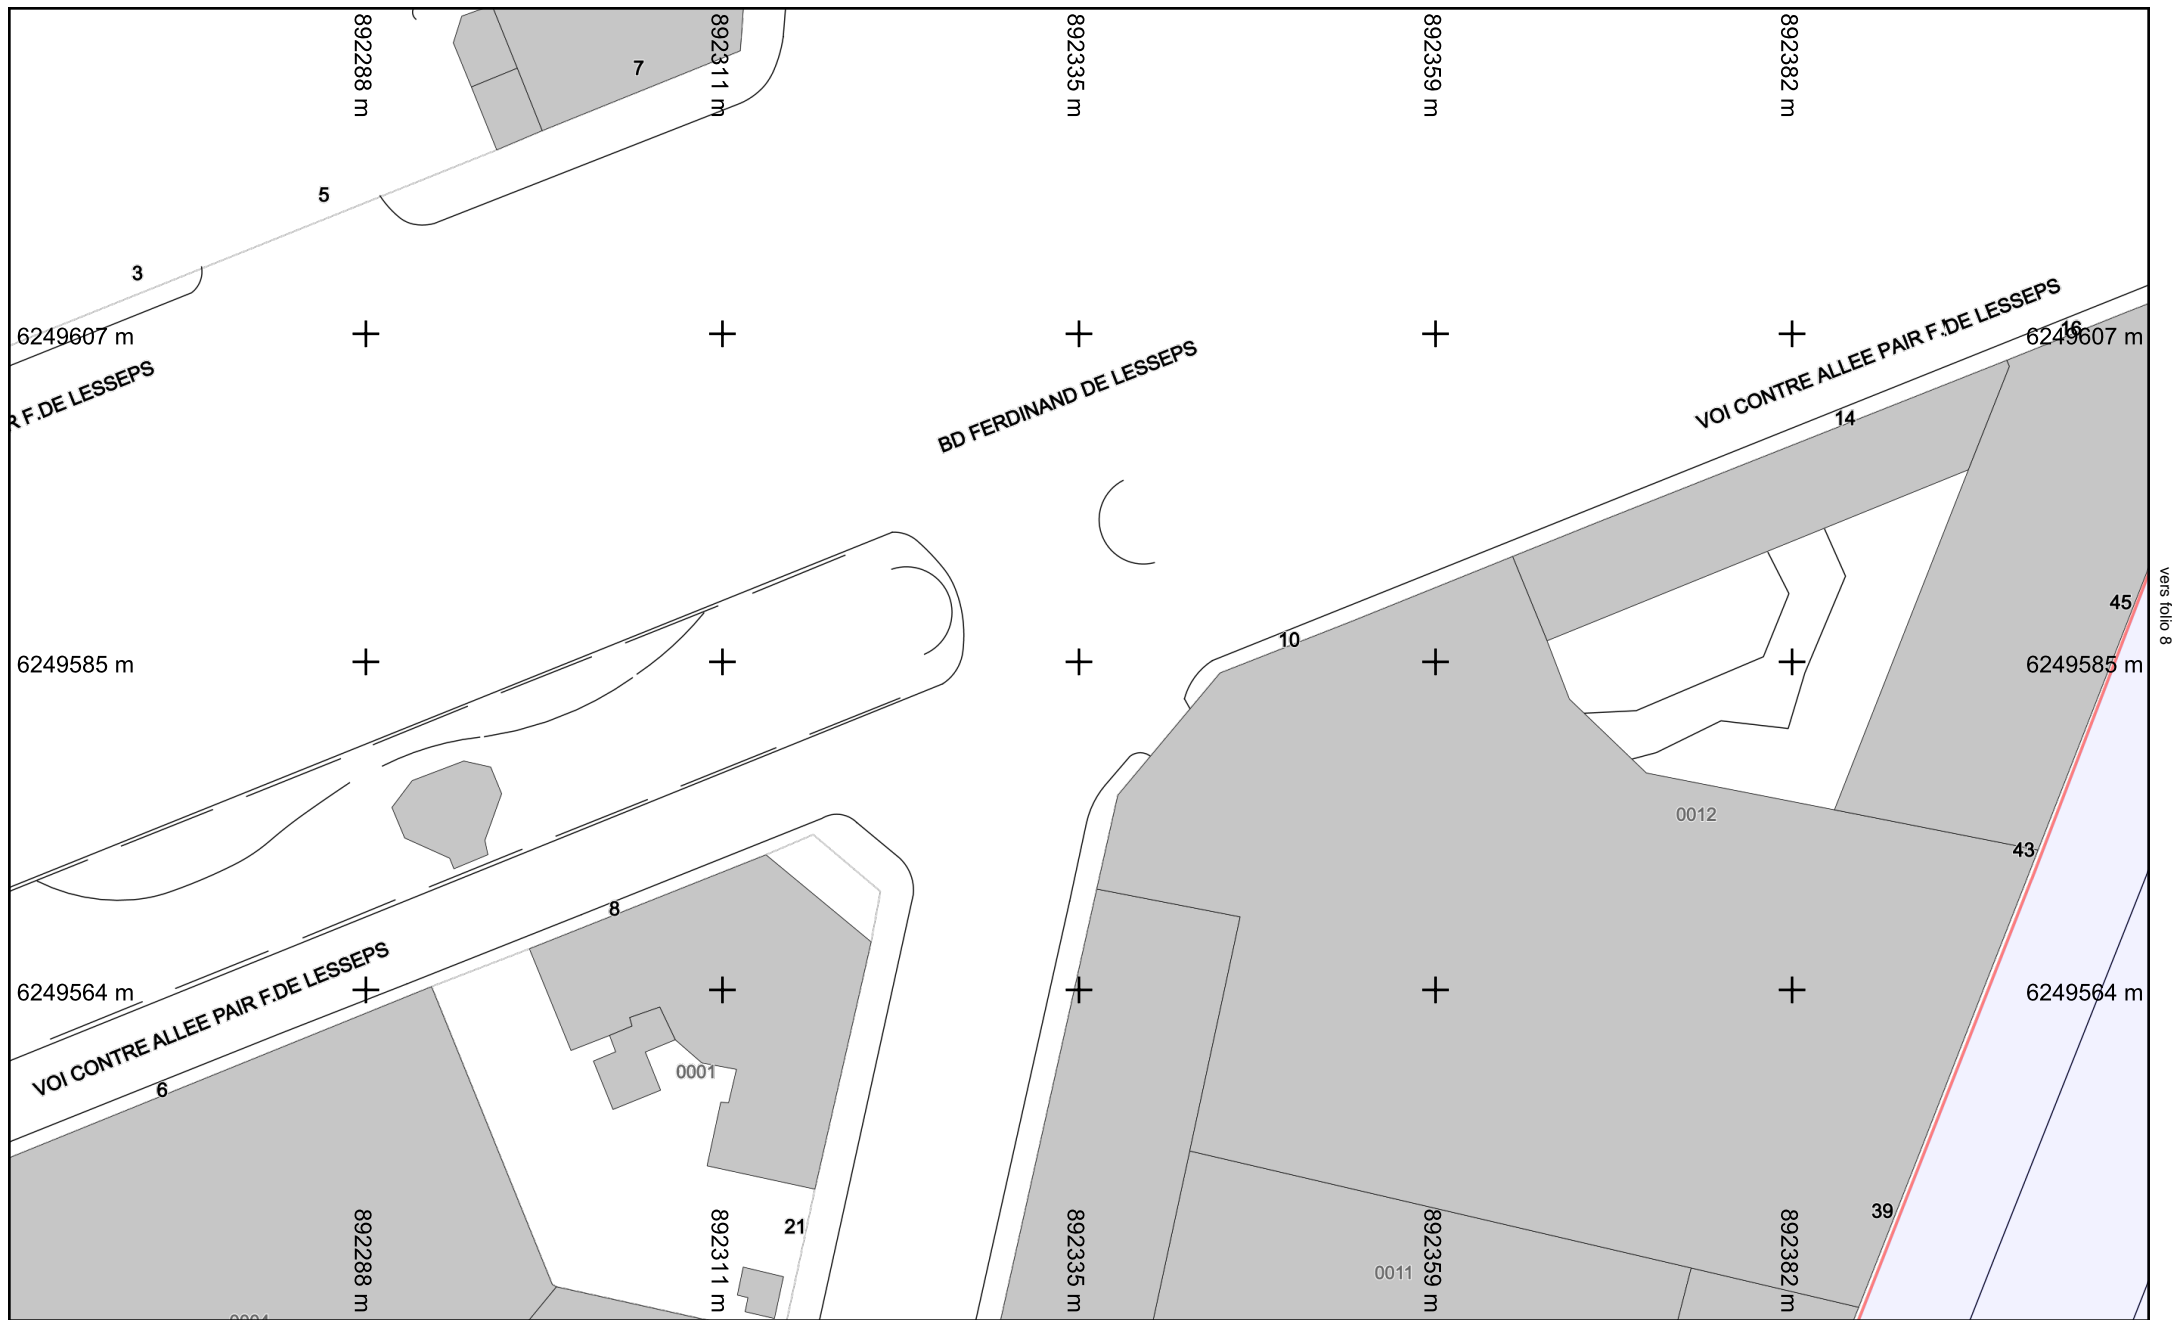 892288 m
892311 m
892335 m
892359 m
892382 m
7
5
3
6249607 m
6249607 m
16
R F.DE LESSEPS
BD FERDINAND DE LESSEPS
VOI CONTRE ALLEE PAIR F.DE LESSEPS
14
vers folio 8
45
10
6249585 m
6249585 m
0012
43
8
VOI CONTRE ALLEE PAIR F.DE LESSEPS
6249564 m
6249564 m
6
0001
21
39
0011
892288 m
892311 m
892335 m
892359 m
892382 m